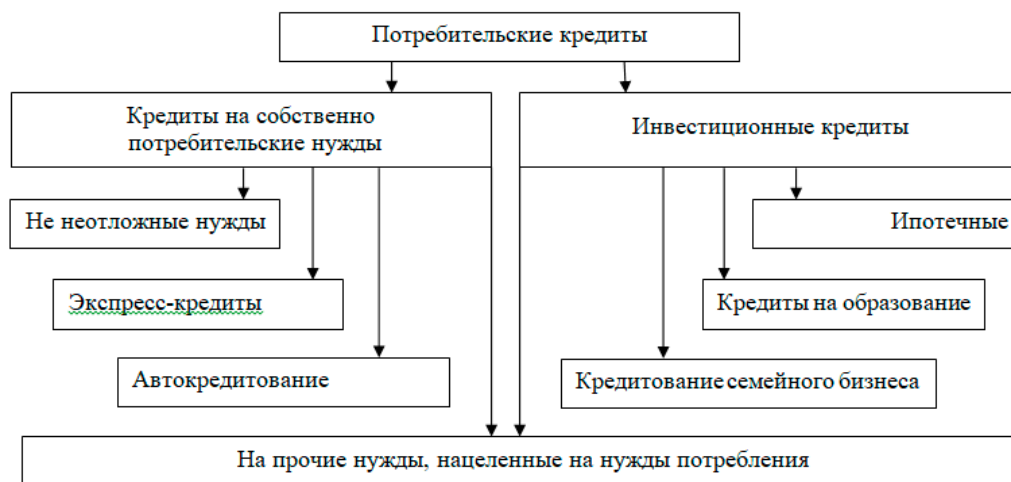 Потребительские кредиты
Кредиты на собственно
потребительские нужды
Инвестиционные кредиты
Не неотложные нужды
Ипотечные
Экспресс-кредиты
Кредиты на образование
Автокредитование
Кредитование семейного бизнеса
На прочие нужды, нацеленные на нужды потребления